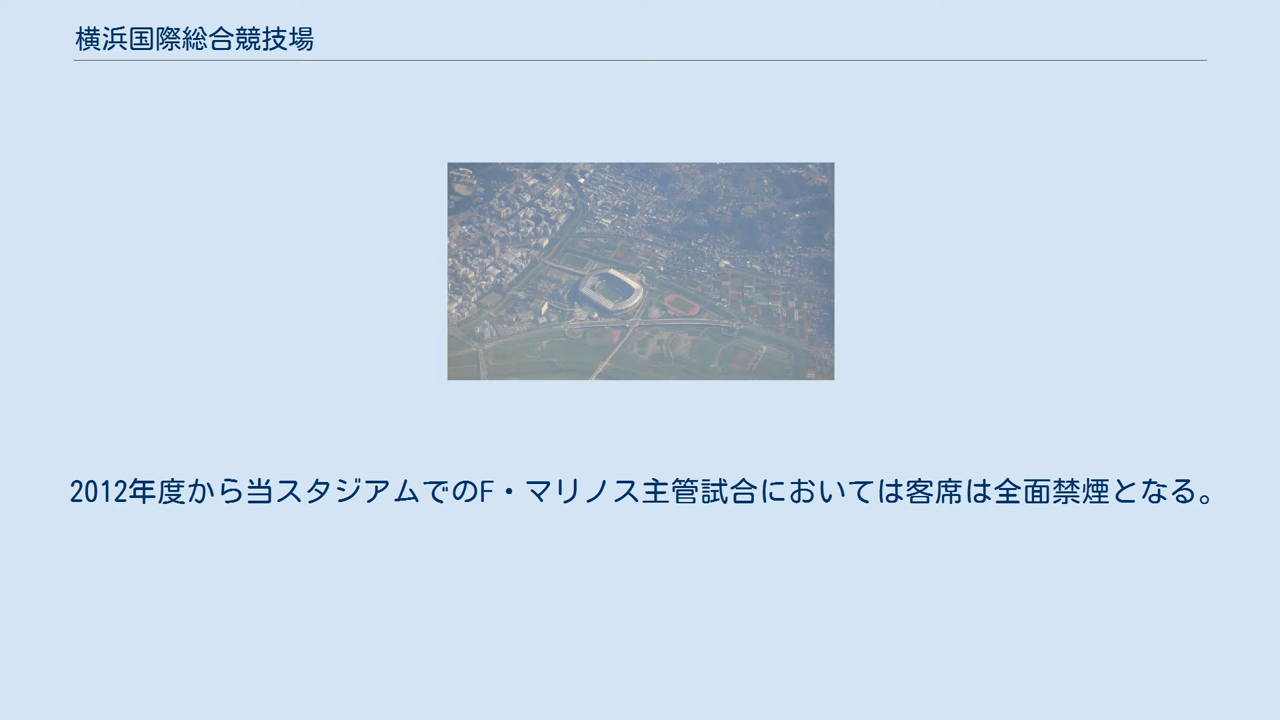 横浜国際総合競技場
2012年度から当スタジアムでのF・マリノス主管試合においては客席は全面禁煙となる。